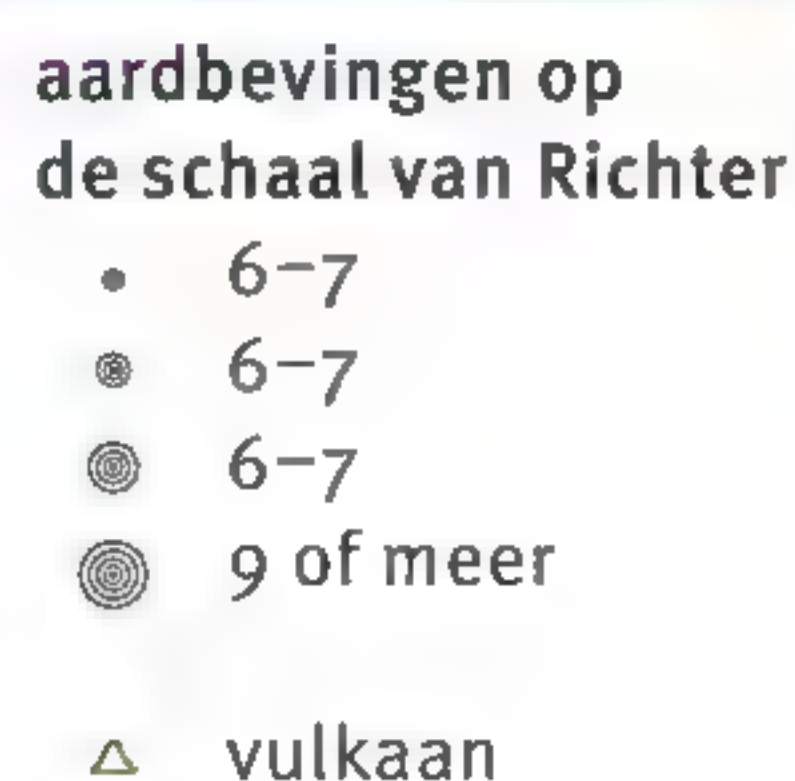 aardbevingen op
de schaal van Richter
6–7
6–7
6–7
9 of meer
vulkaan